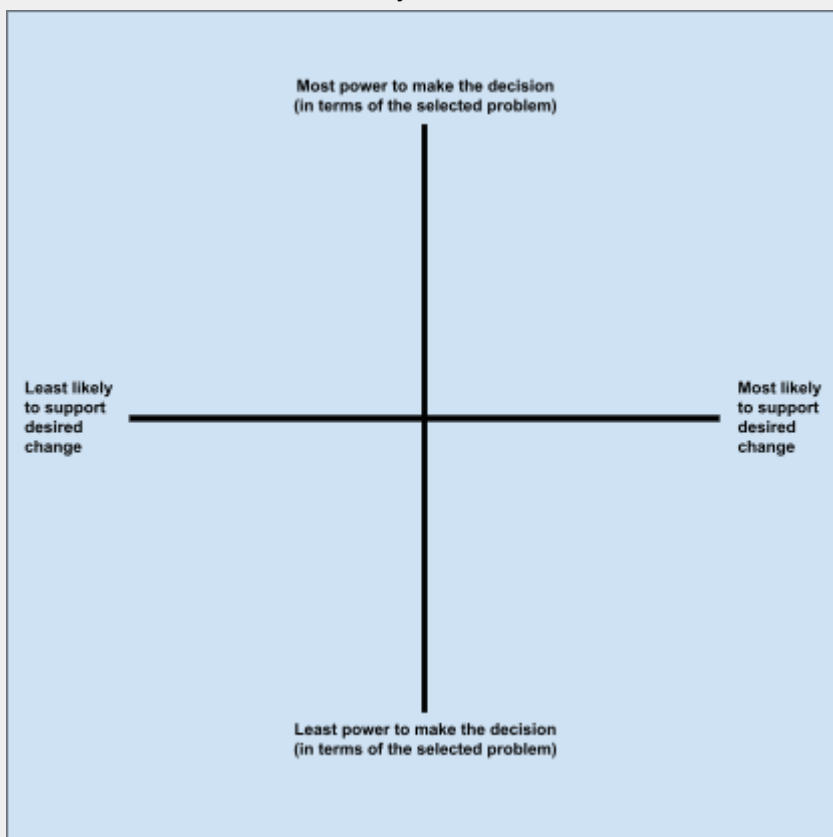 Most power to make the decision
(in terms of the selected problem)
Least likely
to support
desired
change
Most likely
to support
desired
change
Least power to make the decision
(in terms of the selected problem)